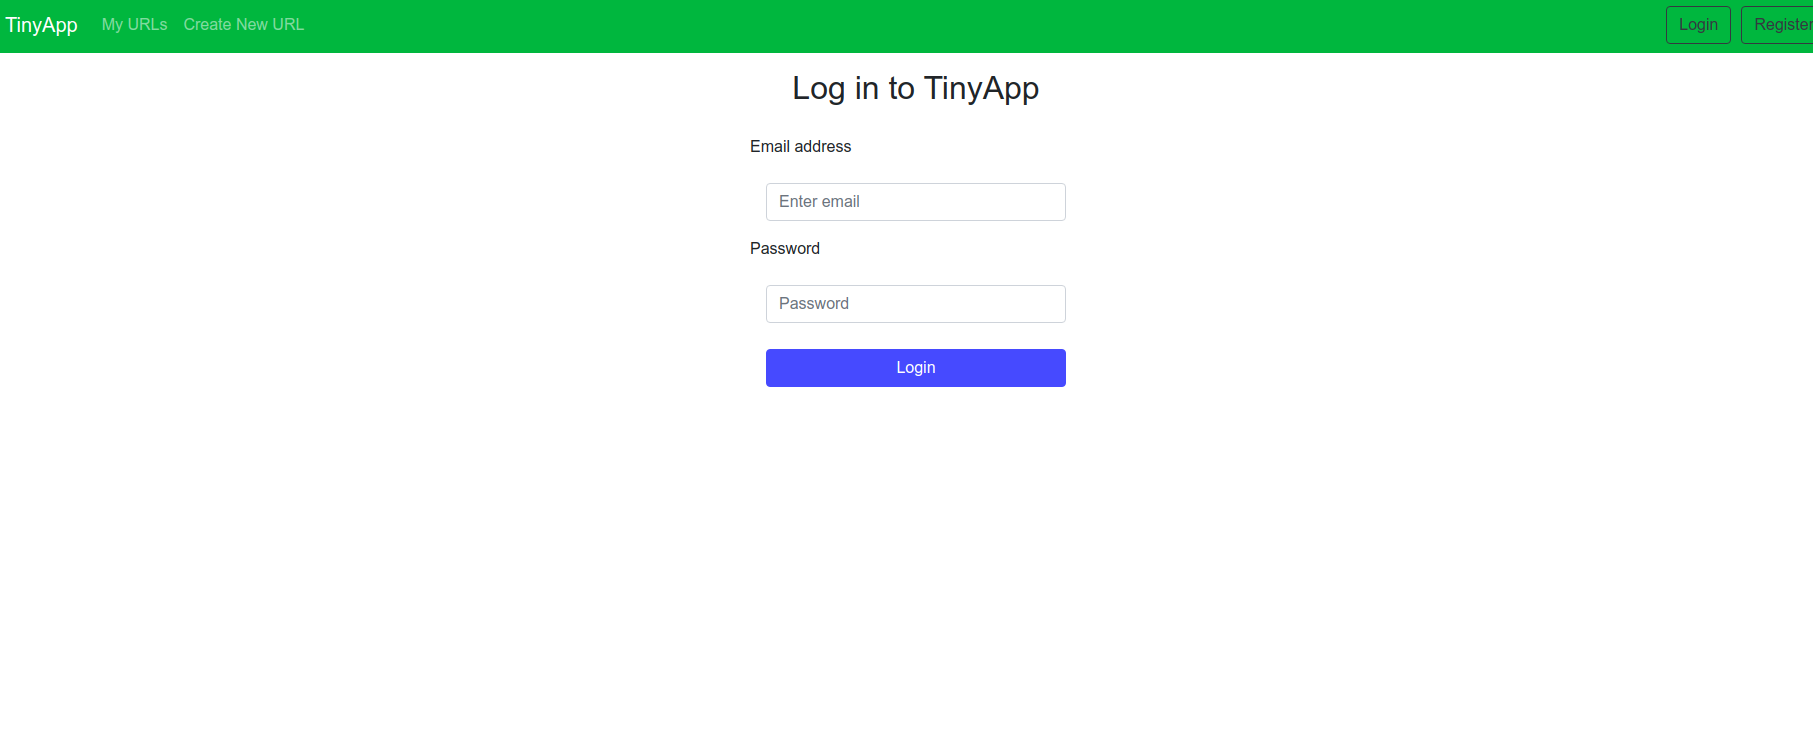 TinyApp My URLs Create New URL Login Register
Log in to TinyApp
Email address
Enter email
Password
Password
Login